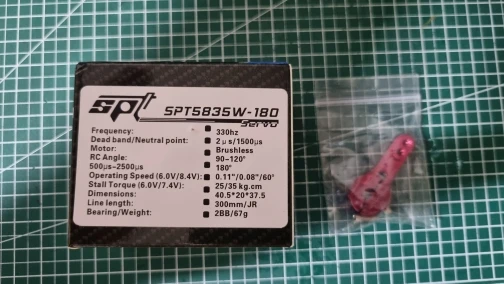 spt SPT5835W-180
Servo
Frequency: ■ 330hz
Dead band/Neutral point: ■ 2μs/1500μs
Motor: ■ Brushless
RC Angle: ■ 90-120°
500μs-2500μs: ■ 180°
Operating Speed (6.0V/8.4V): ■ 0.11"/0.08"/60°
Stall Torque (6.0V/7.4V): ■ 25/35 kg.cm
Dimensions: ■ 40.5*20*37.5
Line length: ■ 300mm/JR
Bearing/Weight: ■ 2BB/67g